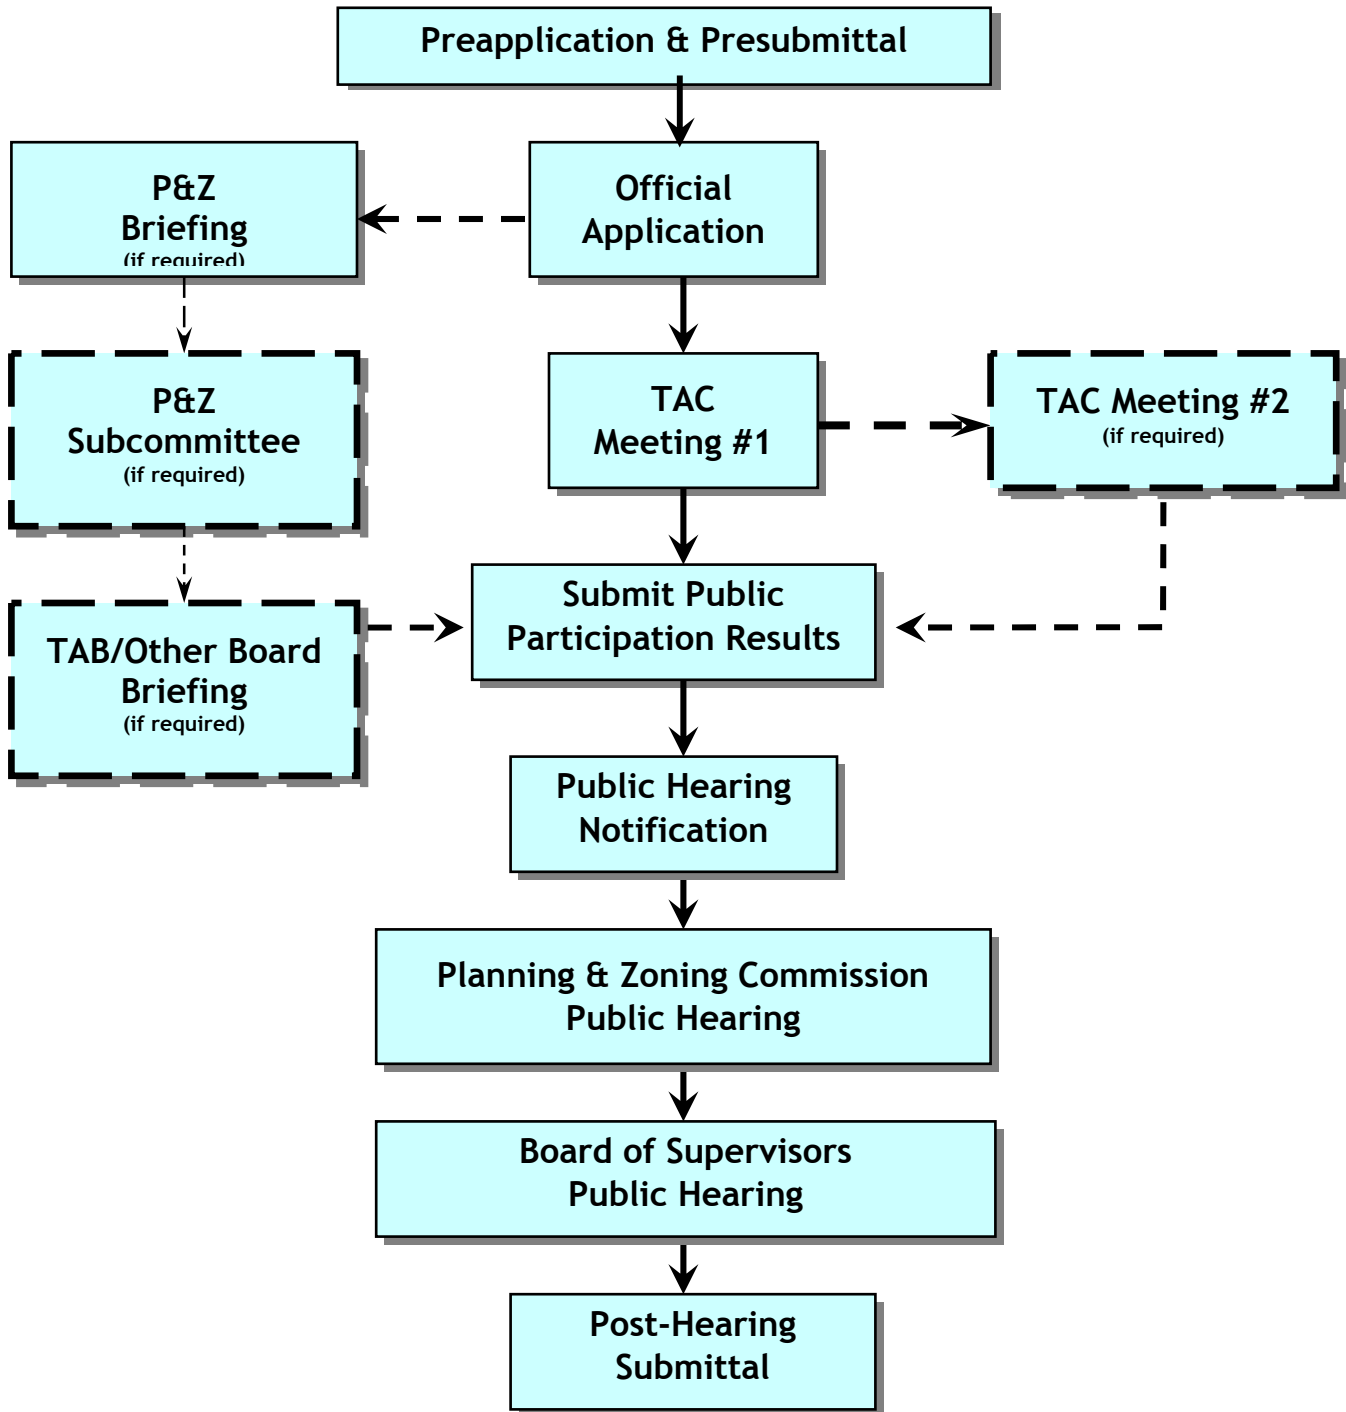 Preapplication & Presubmittal
P&Z
Briefing
(if required)
Official
Application
P&Z
Subcommittee
(if required)
TAC
Meeting #1
TAC Meeting #2
(if required)
TAB/Other Board
Briefing
(if required)
Submit Public
Participation Results
Public Hearing
Notification
Planning & Zoning Commission
Public Hearing
Board of Supervisors
Public Hearing
Post-Hearing
Submittal